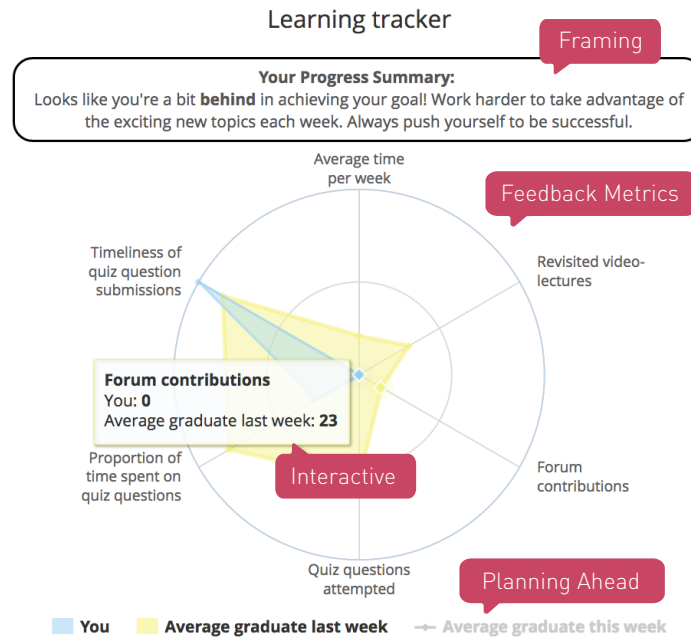 Learning tracker
Framing
Your Progress Summary:
Looks like you're a bit behind in achieving your goal! Work harder to take advantage of
the exciting new topics each week. Always push yourself to be successful.
Average time
per week
Feedback Metrics
Timeliness of
quiz question
submissions
Revisited video-
lectures
Forum contributions
You: 0
Average graduate last week: 23
Proportion of
time spent on
quiz questions
Interactive
Forum
contributions
Quiz questions
attempted
Planning Ahead
You
Average graduate last week
Average graduate this week